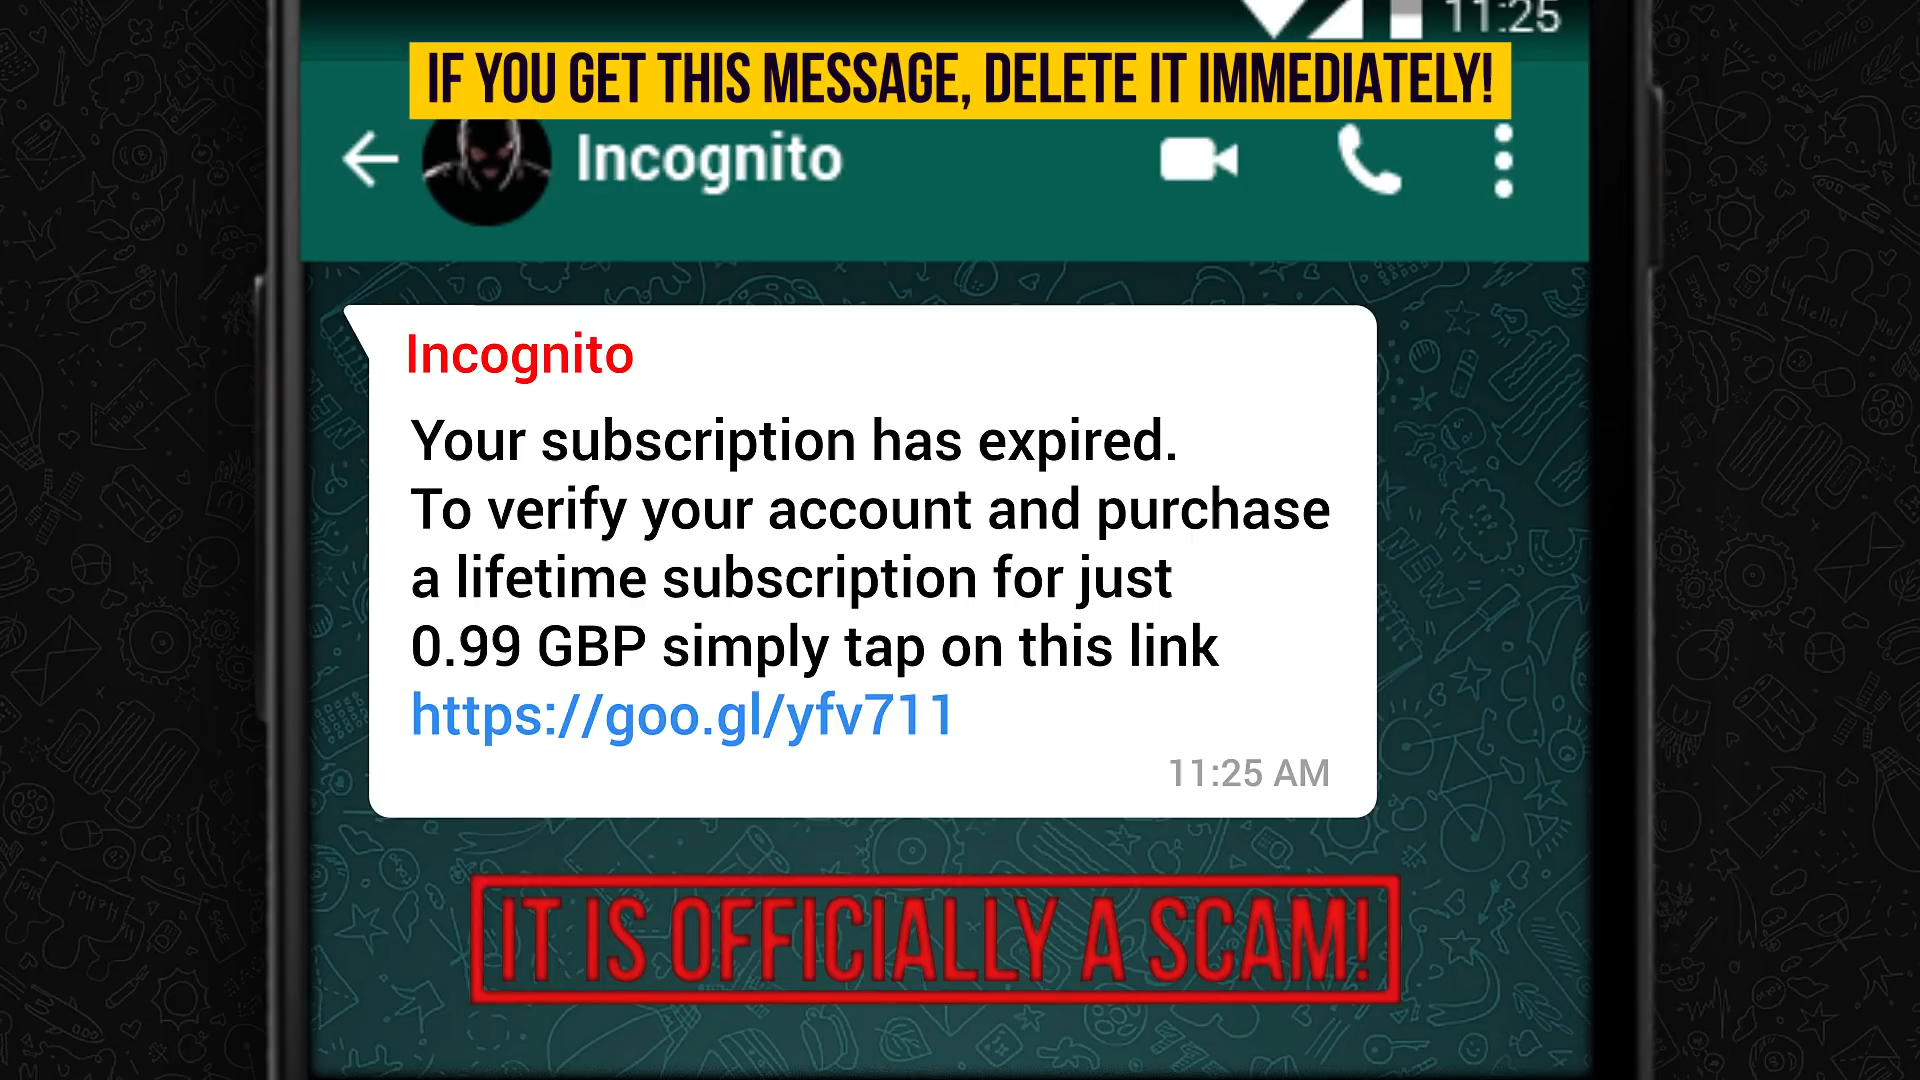 11:25
IF YOU GET THIS MESSAGE, DELETE IT IMMEDIATELY!
Incognito
Incognito
Your subscription has expired.
To verify your account and purchase
a lifetime subscription for just
0.99 GBP simply tap on this link
https://goo.gl/yfv711
11:25 AM
IT IS OFFICIALLY A SCAM!